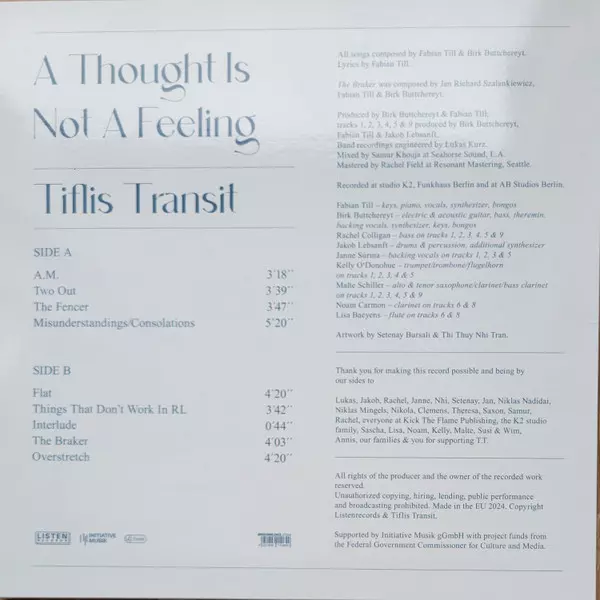 A Thought Is
Not A Feeling
Tiflis Transit
SIDE A
A.M. 3'18''
Two Out 3'39''
The Fencer 3'47''
Misunderstandings/Consolations 5'20''
SIDE B
Flat 4'20''
Things That Don't Work In RL 3'42''
Interlude 0'44''
The Braker 4'03''
Overstretch 4'20''
LISTEN
INITIATIVE
MUSIK
All songs composed by Fabian Till & Birk Buttchereyt.
Lyrics by Fabian Till.
The Braker was composed by Jan Richard Szalankiewicz,
Fabian Till & Birk Buttchereyt.
Produced by Birk Buttchereyt & Fabian Till;
tracks 1, 2, 3, 4, 5 & 9 produced by Birk Buttchereyt,
Fabian Till & Jakob Lebsanft.
Band recordings engineered by Lukas Kurz.
Mixed by Samur Khouja at Seahorse Sound, L.A.
Mastered by Rachel Field at Resonant Mastering, Seattle.
Recorded at studio K2, Funkhaus Berlin and at AB Studios Berlin.
Fabian Till – keys, piano, vocals, synthesizer, bongos
Birk Buttchereyt – electric & acoustic guitar, bass, theremin,
backing vocals, synthesizer, keys, bongos
Rachel Colligan – bass on tracks 1, 2, 3, 4, 5 & 9
Jakob Lebsanft – drums & percussion, additional synthesizer
Janne Surma – backing vocals on tracks 1, 2, 3 & 5
Kelly O'Donohue – trumpet/trombone/flugelhorn
on tracks 1, 2, 3, 4 & 5
Malte Schiller – alto & tenor saxophone/clarinet/bass clarinet
on tracks 1, 2, 3, 4, 5 & 9
Noam Carmon – clarinet on tracks 6 & 8
Lisa Baeyens – flute on tracks 6 & 8
Artwork by Setenay Bursali & Thi Thuy Nhi Tran.
Thank you for making this record possible and being by
our sides to
Lukas, Jakob, Rachel, Janne, Nhi, Setenay, Jan, Niklas Nadidai,
Niklas Mingels, Nikola, Clemens, Theresa, Saxon, Samur,
Rachel, everyone at Kick The Flame Publishing, the K2 studio
family, Sascha, Lisa, Noam, Kelly, Malte, Susi & Wim,
Annis, our families & you for supporting T.T.
All rights of the producer and the owner of the recorded work
reserved.
Unauthorized copying, hiring, lending, public performance
and broadcasting prohibited. Made in the EU 2024. Copyright
Listenrecords & Tiflis Transit.
Supported by Initiative Musik gGmbH with project funds from
the Federal Government Commissioner for Culture and Media.